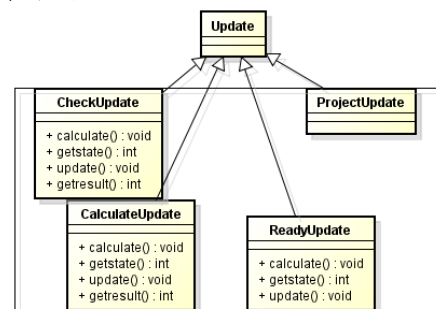 Update
CheckUpdate
+ calculate() : void
+ getstate() : int
+ update() : void
+ getresult() : int
ProjectUpdate
CalculateUpdate
+ calculate() : void
+ getstate() : int
+ update() : void
+ getresult() : int
ReadyUpdate
+ calculate() : void
+ getstate() : int
+ update() : void